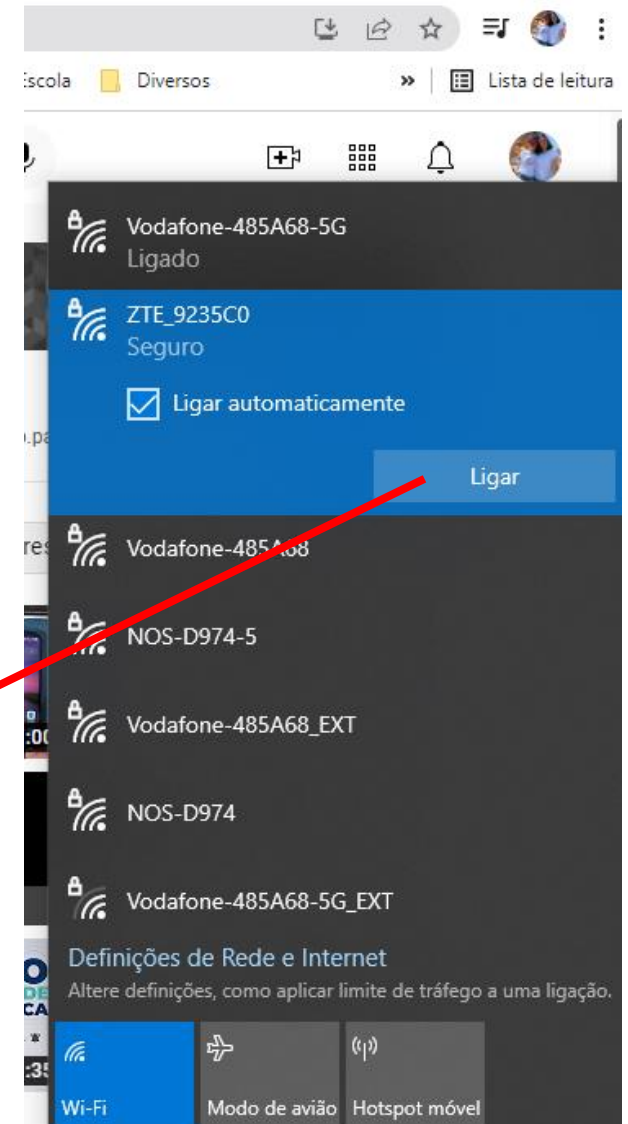 Diversos
»
Lista de leitura
Vodafone-485A68-5G
Ligado
ZTE_9235C0
Seguro
Ligar automaticamente
Ligar
Vodafone-485A68
NOS-D974-5
Vodafone-485A68_EXT
NOS-D974
Vodafone-485A68-5G_EXT
Definições de Rede e Internet
Altere definições, como aplicar limite de tráfego a uma ligação.
Wi-Fi
Modo de avião
Hotspot móvel